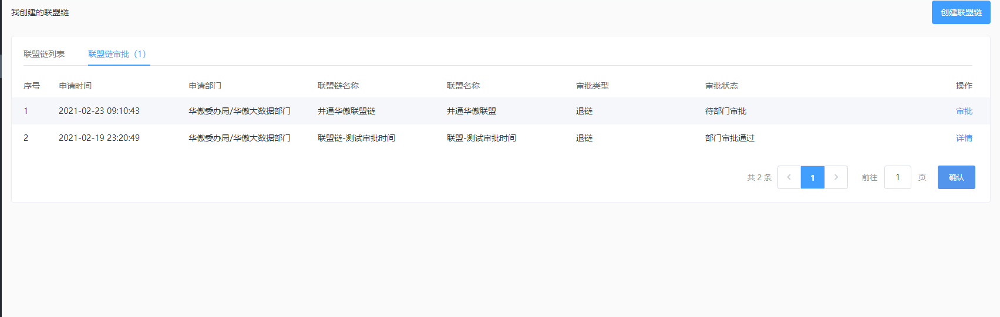 我创建的联盟链 创建联盟链
联盟链列表 联盟链审批（1）
序号 申请时间 申请部门 联盟链名称 联盟名称 审批类型 审批状态 操作
1 2021-02-23 09:10:43 华傲委办局/华傲大数据部门 井通华傲联盟链 井通华傲联盟 退链 待部门审批 审批
2 2021-02-19 23:20:49 华傲委办局/华傲大数据部门 联盟链-测试审批时间 联盟-测试审批时间 退链 部门审批通过 详情
共 2 条 1 前往 1 页 确认